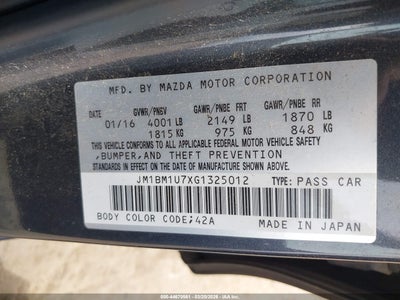 MFD. BY MAZDA MOTOR CORPORATION
GVWR/PNBV GAWR/PNBE FRT GAWR/PNBE RR
01/16 4001 LB 2149 LB 1870 LB
1815 KG 975 KG 848 KG
THIS VEHICLE CONFORMS TO ALL APPLICABLE FEDERAL MOTOR VEHICLE SAFETY
,BUMPER,AND THEFT PREVENTION
STANDARDS IN EFFECT ON THE DATE OF MANUFACTURE SHOWN ABOVE.
JM1BM1U7XG1325012 TYPE: PASS CAR
BODY COLOR CODE;42A MADE IN JAPAN